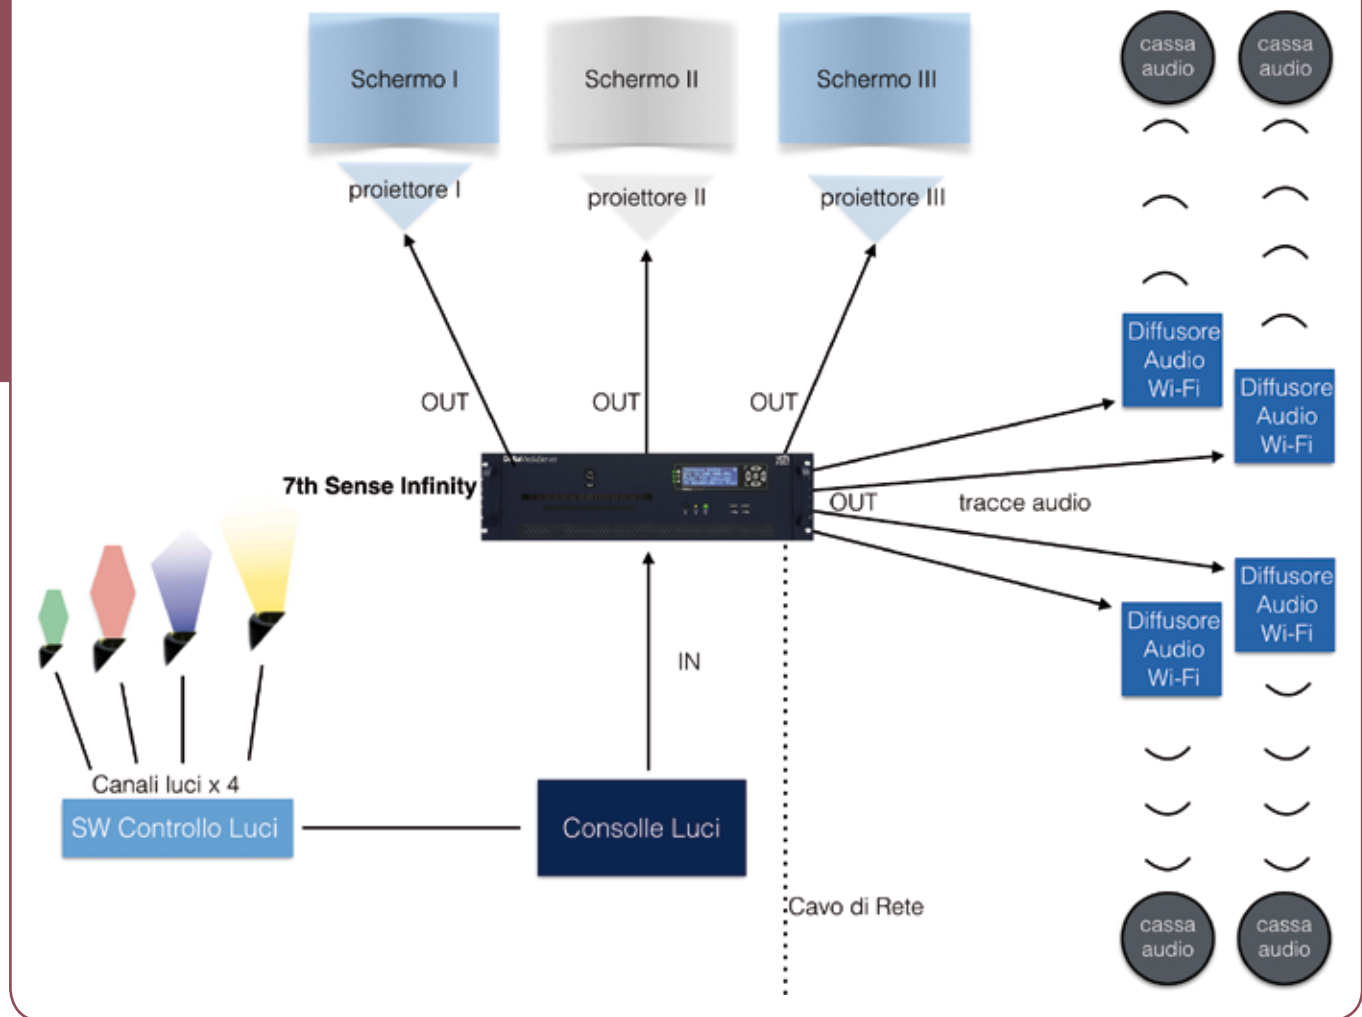 Schermo I
Schermo II
Schermo III
cassa
audio
cassa
audio
proiettore I
proiettore II
proiettore III
Diffusore
Audio
Wi-Fi
Diffusore
Audio
Wi-Fi
OUT
OUT
OUT
7th Sense Infinity
OUT
tracce audio
Diffusore
Audio
Wi-Fi
Diffusore
Audio
Wi-Fi
IN
Canali luci x 4
SW Controllo Luci
Consolle Luci
Cavo di Rete
cassa
audio
cassa
audio